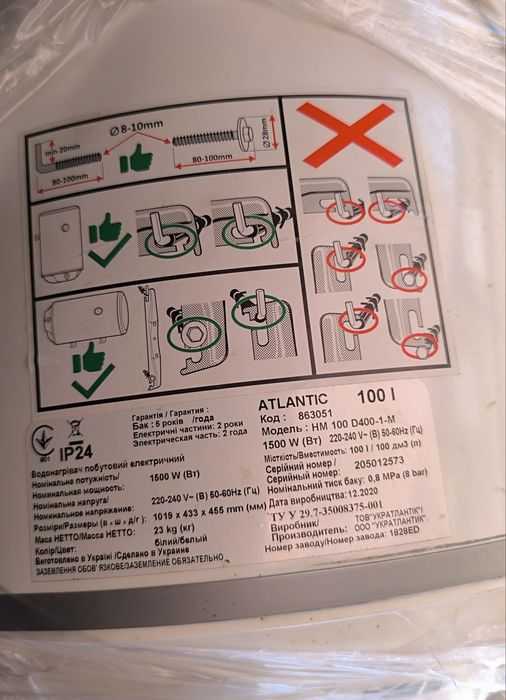 Ø8-10mm
min 20mm
80-100mm
80-100mm
Ø28mm
ATLANTIC 100 l
Код : 863051
Модель : HM 100 D400-1-M
1500 W (Вт) 220-240 V~ (В) 50-60Hz (Гц)
Місткість/Вместимость: 100 l / 100 дм3 (л)
Серійний номер /
Серийный номер: 205012573
Номінальний тиск баку: 0,8 MPa (8 bar)
Дата виробництва: 12.2020
ТУ У 29.7-35008375-001
Виробник/ ТОВ"УКРАТЛАНТІК"/
Производитель: ООО "УКРАТЛАНТИК"
Номер заводу/Номер завода: 1828ED
Гарантія / Гарантия :
Бак : 5 років /года
Електричні частини: 2 роки
Электрическая часть: 2 года
001
IP24
Водонагрівач побутовий електричний
Номінальна потужність/
Номинальная мощность: 1500 W (Вт)
Номінальна напруга/
Номинальное напряжение: 220-240 V~ (В) 50-60Hz (Гц)
Розміри/Размеры (в × ш × д/г): 1019 x 433 x 455 mm (мм)
Маса НЕТТО/Масса НЕТТО: 23 kg (кг)
Колір/Цвет: білий/белый
Виготовлено в Україні /Сделано в Украине
ЗАЗЕМЛЕННЯ ОБОВ'ЯЗКОВЕ/ЗАЗЕМЛЕНИЕ ОБЯЗАТЕЛЬНО